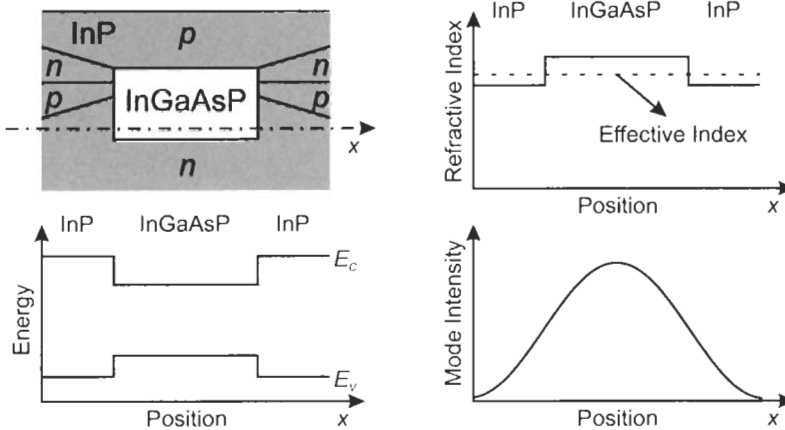 InP
p
n
n
p
InGaAsP
p
x
n
InP InGaAsP InP
Refractive Index
Effective Index
Position
x
InP InGaAsP InP
Energy
E_c
E_v
Position
x
Mode Intensity
Position
x